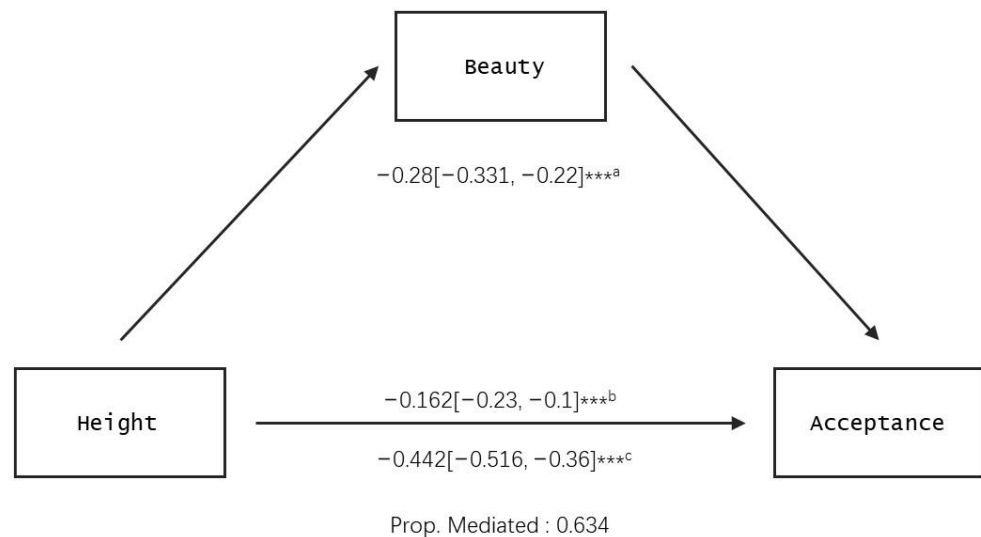 Beauty
−0.28[−0.331, −0.22]***ᵃ
−0.162[−0.23, −0.1]***ᵇ
Height
Acceptance
−0.442[−0.516, −0.36]***ᶜ
Prop. Mediated : 0.634